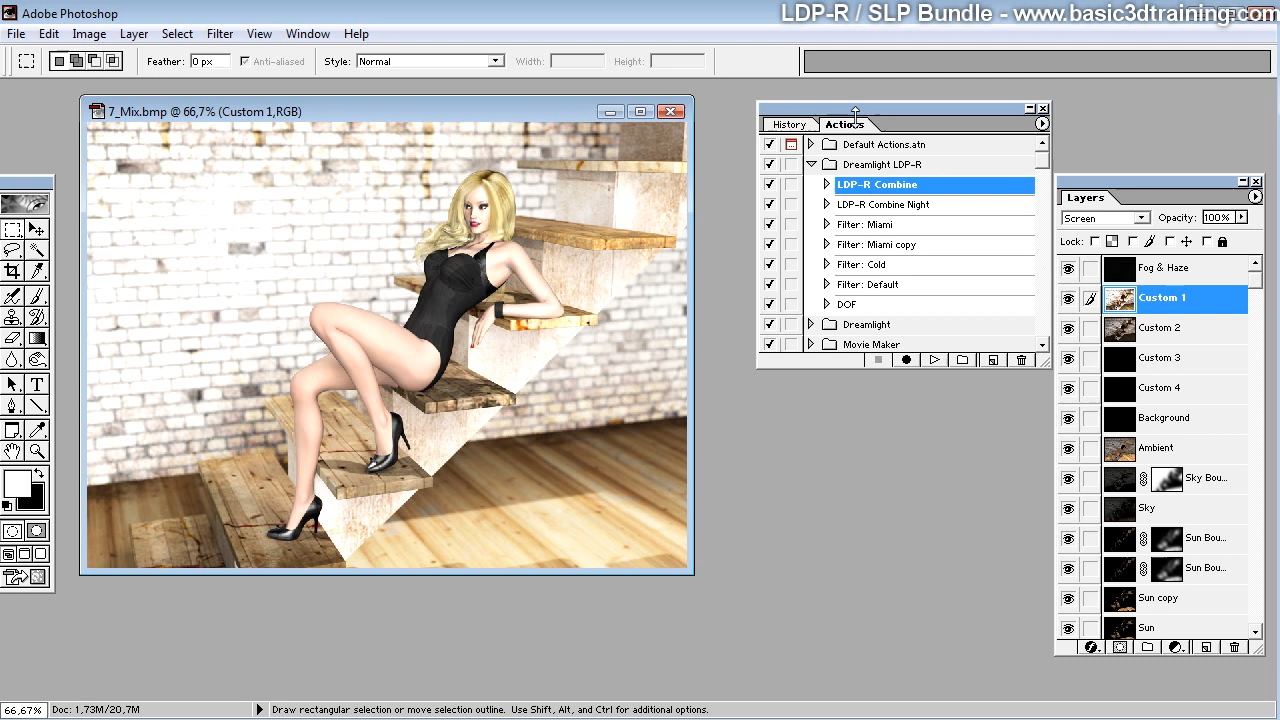 LDP-R / SLP Bundle - www.basic3dtraining.com
Adobe Photoshop
File Edit Image Layer Select Filter View Window Help
Feather: 0 px Anti-aliased Style: Normal Width: Height:
7_Mix.bmp @ 66,7% (Custom 1,RGB)
History Actions
Default Actions.atn
Dreamlight LDP-R
LDP-R Combine
LDP-R Combine Night
Filter: Miami
Filter: Miami copy
Filter: Cold
Filter: Default
DOF
Dreamlight
Movie Maker
Layers
Screen Opacity: 100%
Lock:
Fog & Haze
Custom 1
Custom 2
Custom 3
Custom 4
Background
Ambient
Sky Bou...
Sky
Sun Bou...
Sun Bou...
Sun copy
Sun
66,67% Doc: 1,73M/20,7M Draw rectangular selection or move selection outline. Use Shift, Alt, and Ctrl for additional options.